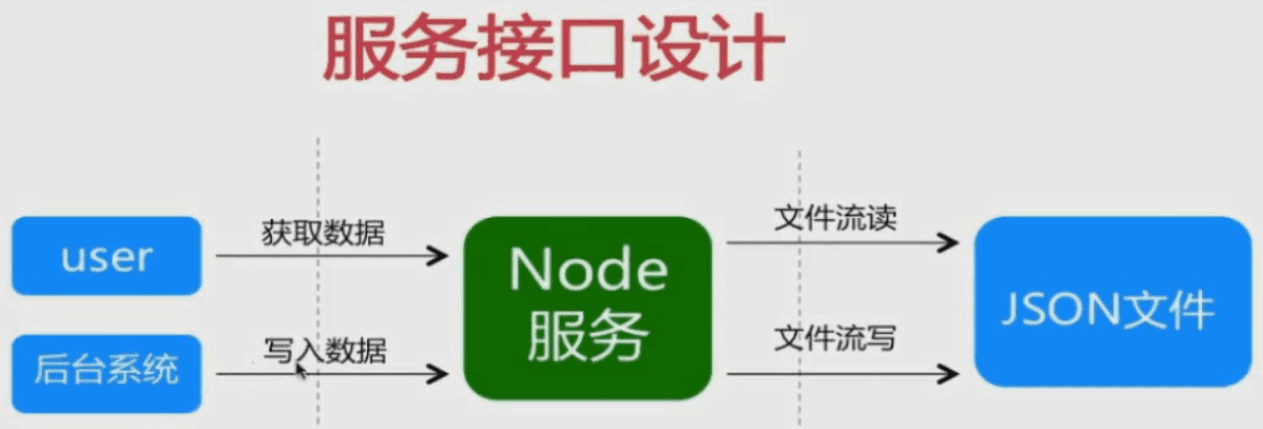 服务接口设计
user
获取数据
Node
服务
文件流读
JSON文件
后台系统
写入数据
文件流写